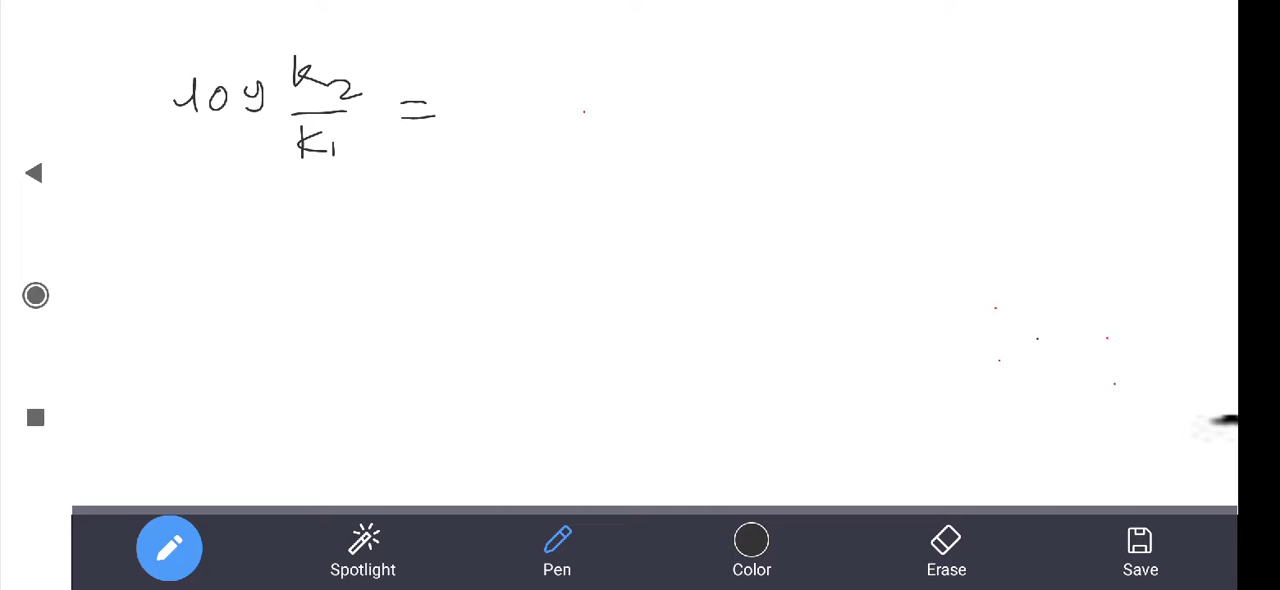 log k2/k1 =
Spotlight
Pen
Color
Erase
Save